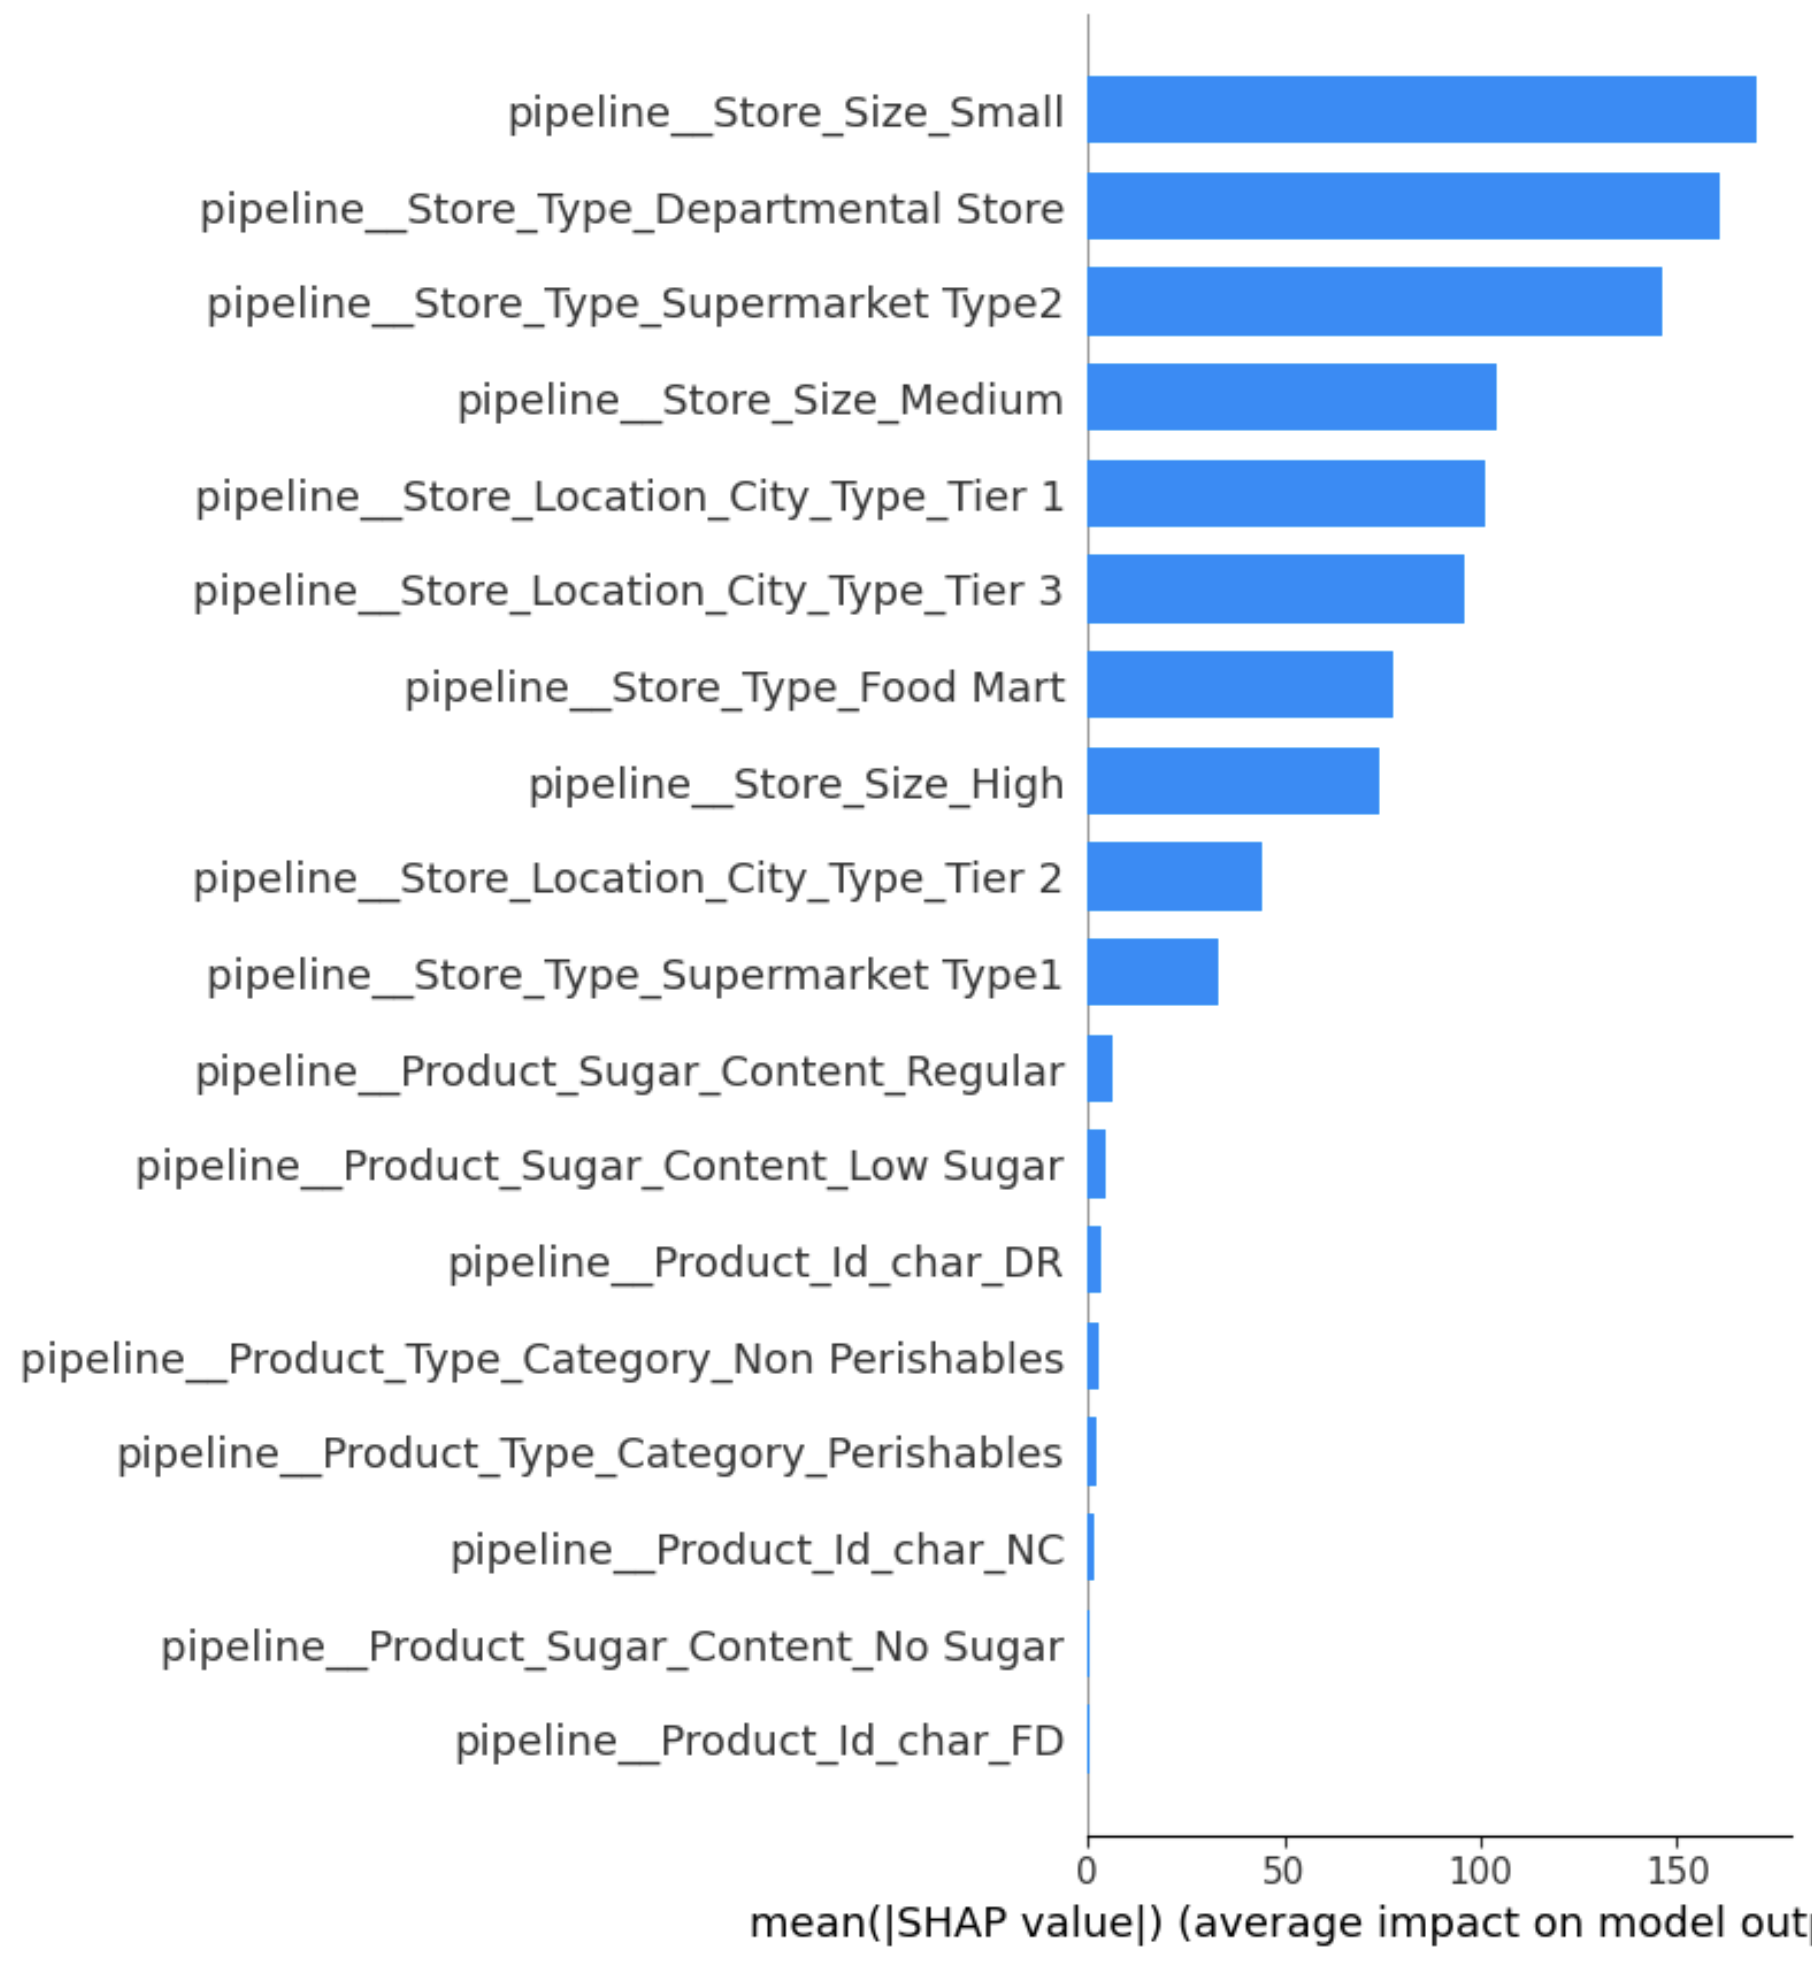 pipeline__Store_Size_Small
pipeline__Store_Type_Departmental Store
pipeline__Store_Type_Supermarket Type2
pipeline__Store_Size_Medium
pipeline__Store_Location_City_Type_Tier 1
pipeline__Store_Location_City_Type_Tier 3
pipeline__Store_Type_Food Mart
pipeline__Store_Size_High
pipeline__Store_Location_City_Type_Tier 2
pipeline__Store_Type_Supermarket Type1
pipeline__Product_Sugar_Content_Regular
pipeline__Product_Sugar_Content_Low Sugar
pipeline__Product_Id_char_DR
pipeline__Product_Type_Category_Non Perishables
pipeline__Product_Type_Category_Perishables
pipeline__Product_Id_char_NC
pipeline__Product_Sugar_Content_No Sugar
pipeline__Product_Id_char_FD
0 50 100 150
mean(|SHAP value|) (average impact on model